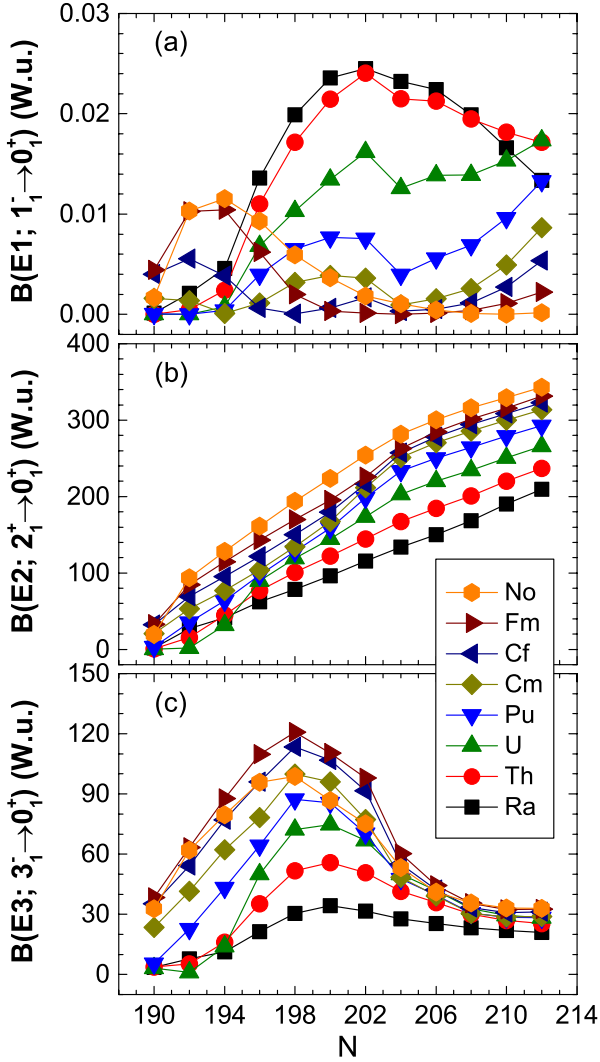 (a)
B(E1; 1₁⁻→0₁⁺) (W.u.)
0.03
0.02
0.01
0.00
(b)
B(E2; 2₁⁺→0₁⁺) (W.u.)
400
300
200
100
0
(c)
B(E3; 3₁⁻→0₁⁺) (W.u.)
150
120
90
60
30
0
No
Fm
Cf
Cm
Pu
U
Th
Ra
190 194 198 202 206 210 214
N